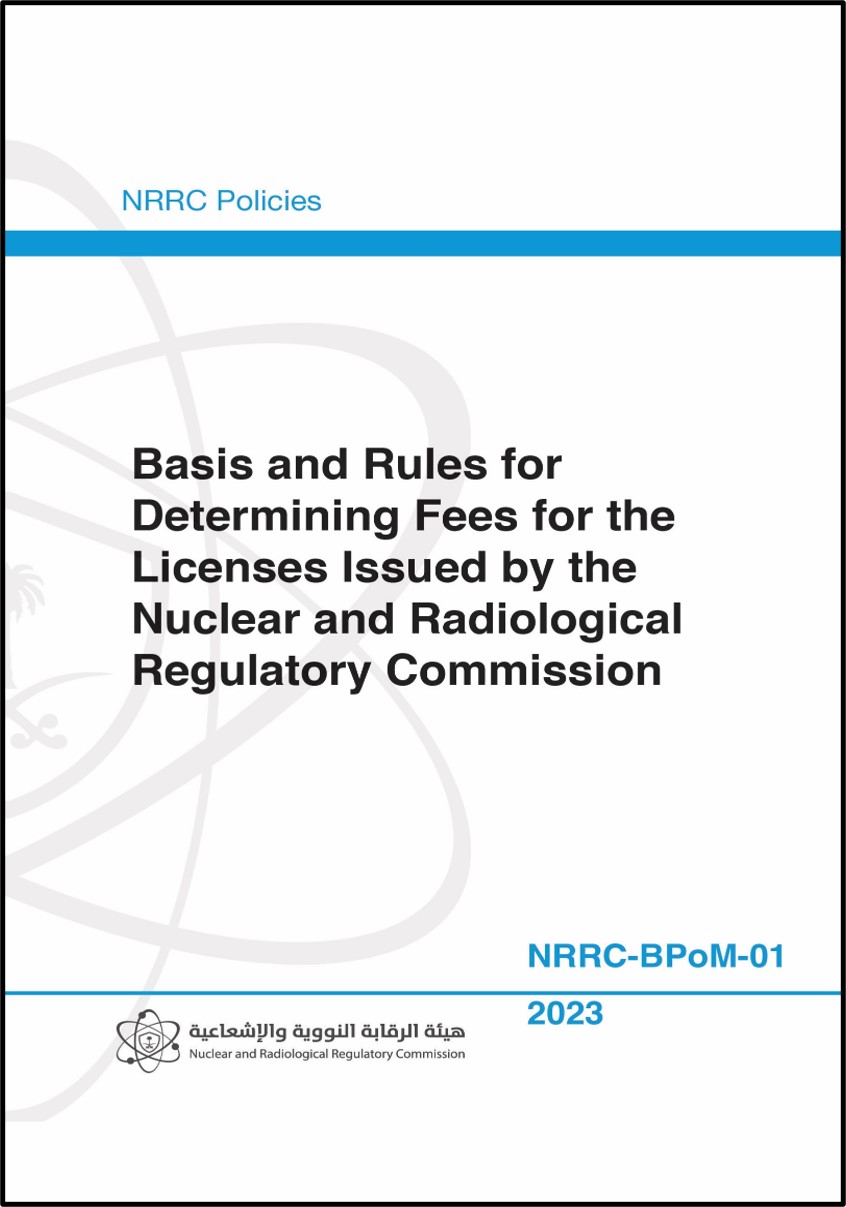 NRRC Policies
Basis and Rules for
Determining Fees for the
Licenses Issued by the
Nuclear and Radiological
Regulatory Commission
NRRC-BPoM-01
2023
هيئة الرقابة النووية والإشعاعية
Nuclear and Radiological Regulatory Commission